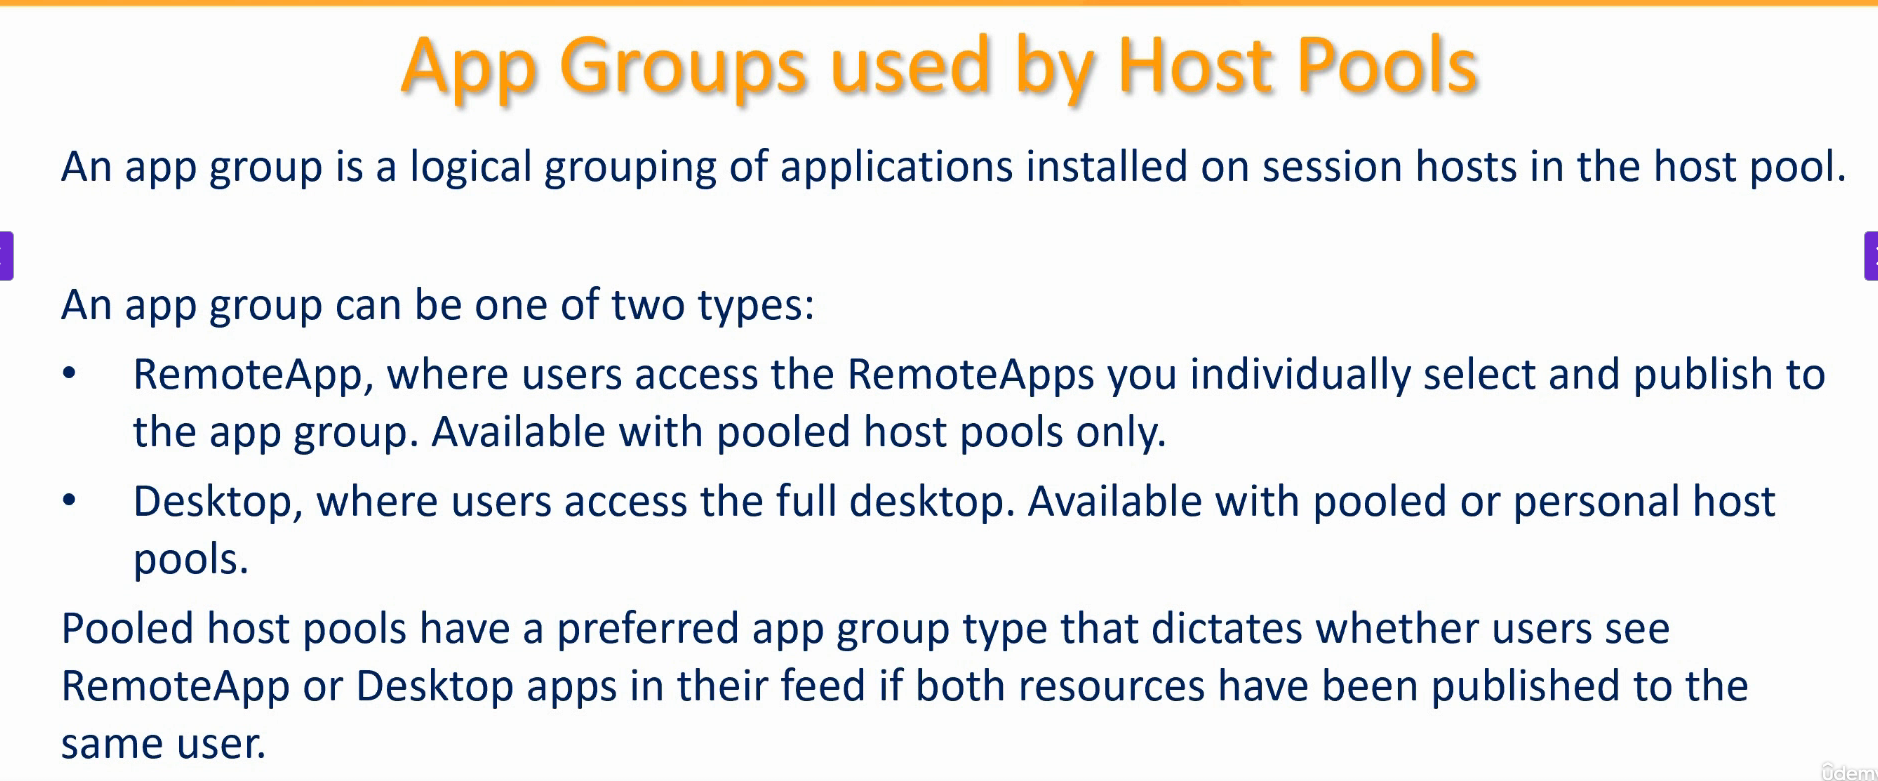 App Groups used by Host Pools
An app group is a logical grouping of applications installed on session hosts in the host pool.
An app group can be one of two types:
• RemoteApp, where users access the RemoteApps you individually select and publish to
the app group. Available with pooled host pools only.
• Desktop, where users access the full desktop. Available with pooled or personal host
pools.
Pooled host pools have a preferred app group type that dictates whether users see
RemoteApp or Desktop apps in their feed if both resources have been published to the
same user.
ûdemy